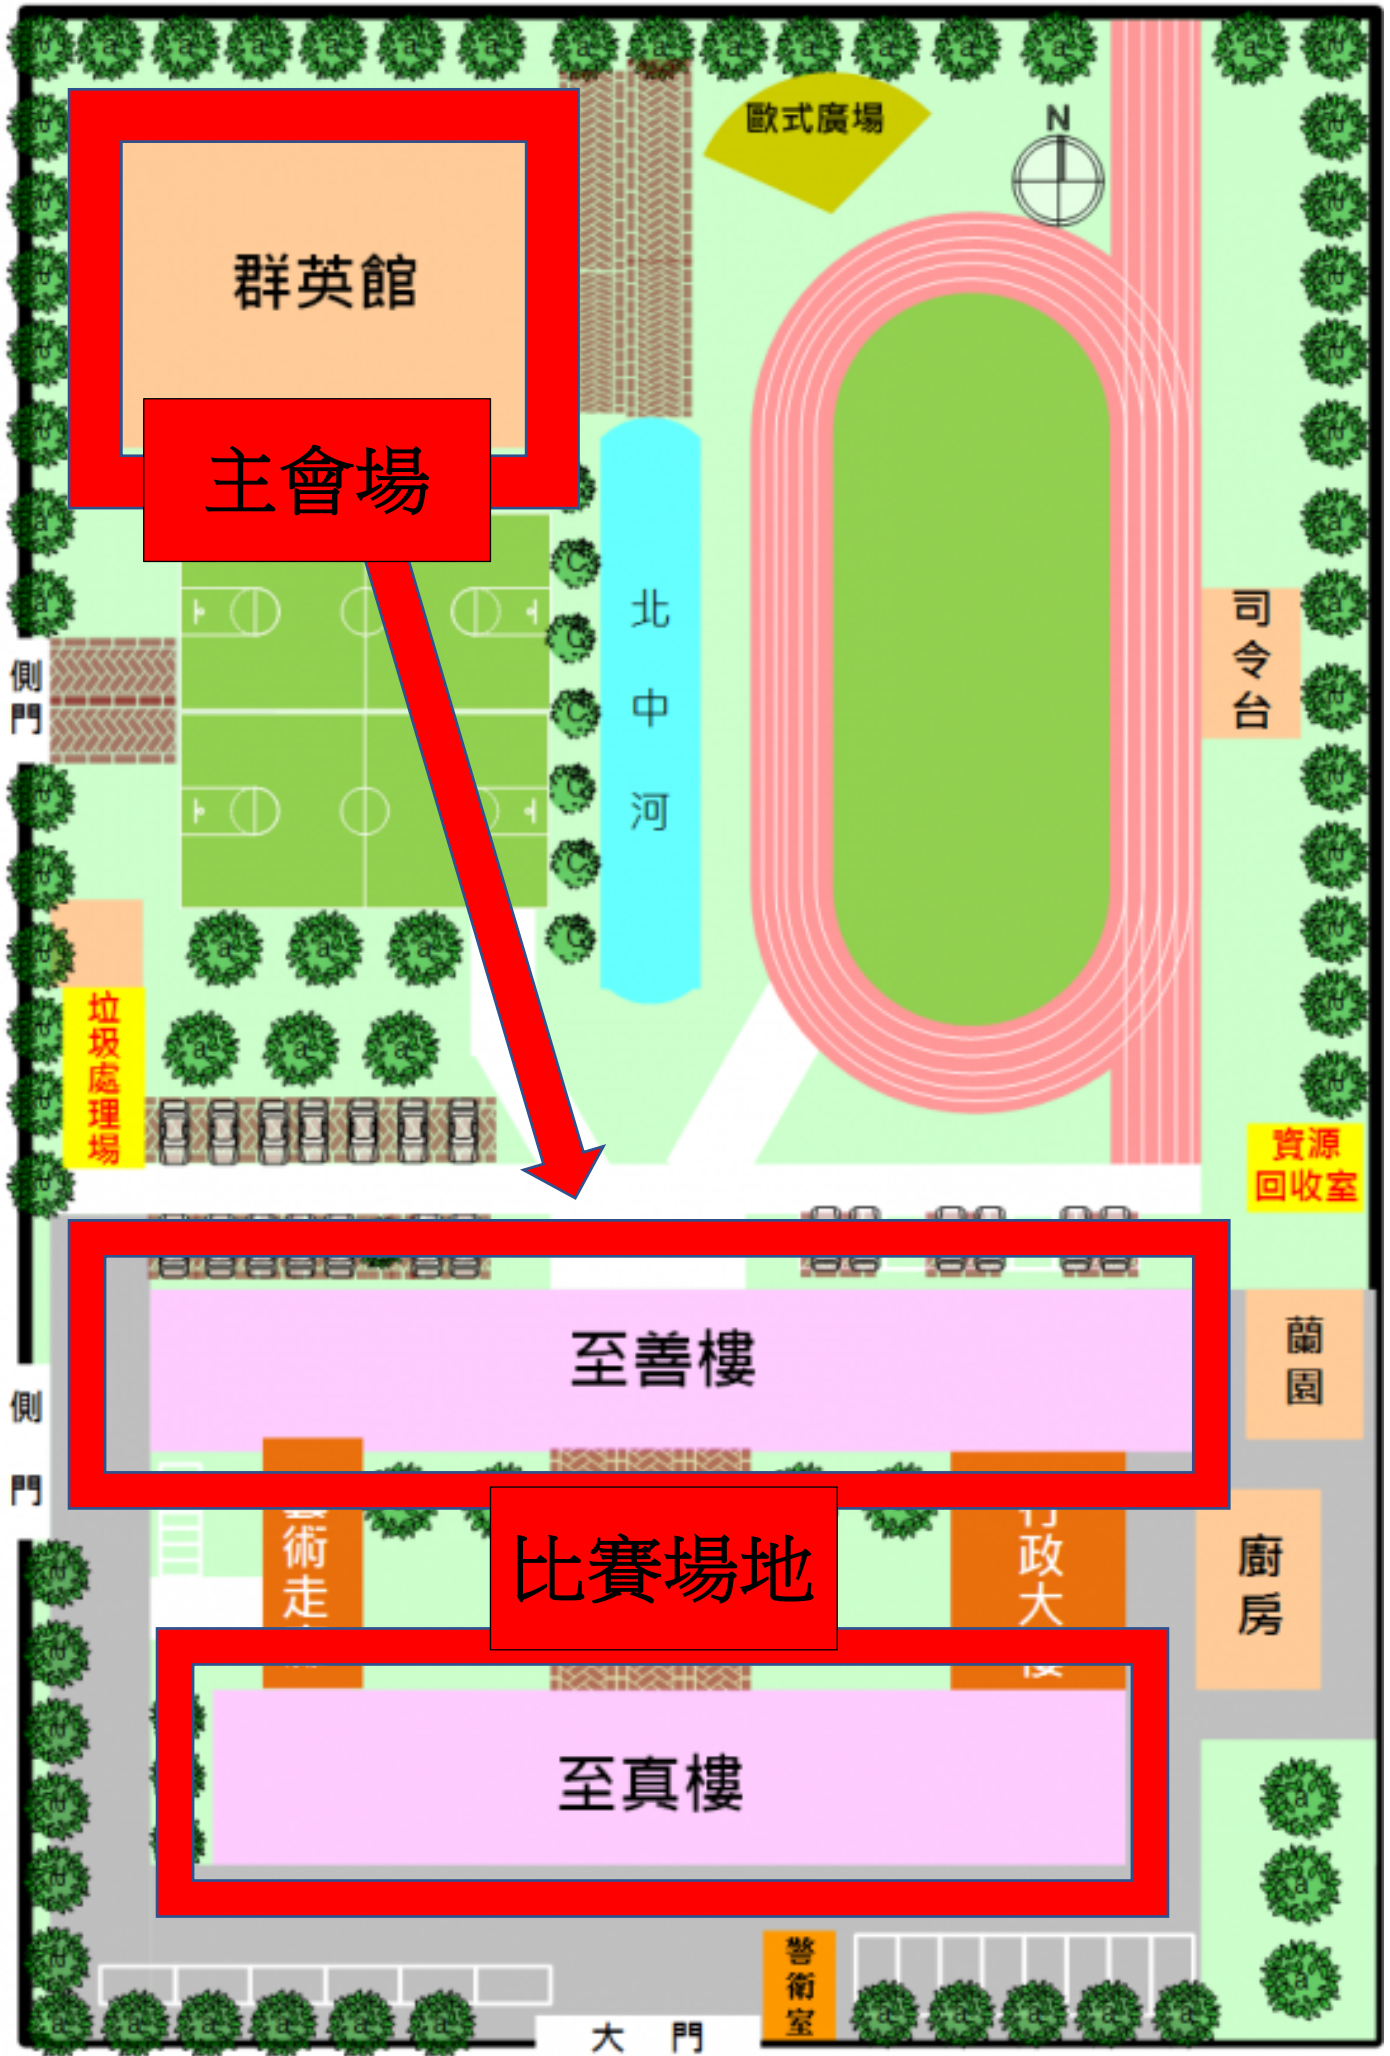 歐式廣場
N
群英館
主會場
北中河
司令台
側門
垃圾處理場
資源
回收室
至善樓
蘭園
側門
術走
政大
比賽場地
廚房
至真樓
警衛室
大門